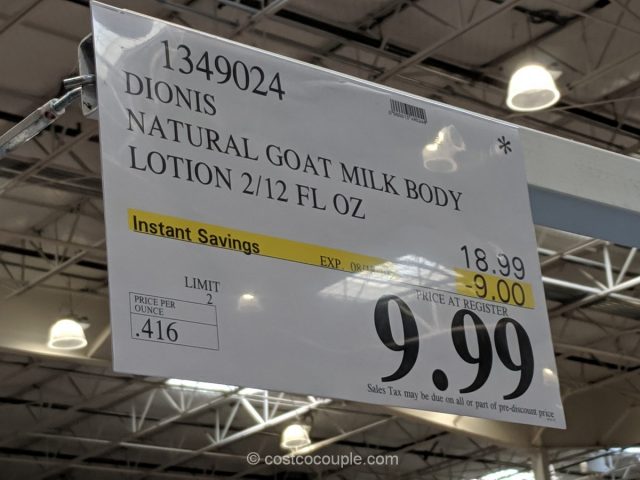 1349024
DIONIS
NATURAL GOAT MILK BODY
LOTION 2/12 FL OZ
*
18.99
Instant Savings
EXP.
-9.00
PRICE AT REGISTER
9.99
LIMIT
2
PRICE PER
OUNCE
.416
Sales Tax may be due on all or part of pre-discount price
© costcocouple.com